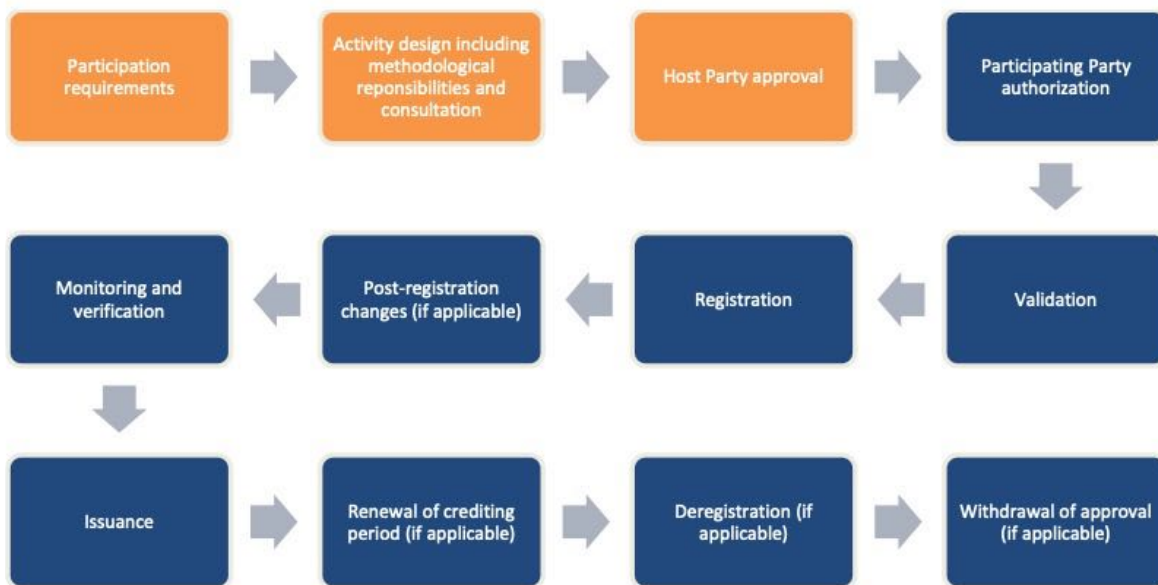 Participation
requirements
Activity design including
methodological
reponsibilities and
consultation
Host Party approval
Participating Party
authorization
Monitoring and
verification
Post-registration
changes (if applicable)
Registration
Validation
Issuance
Renewal of crediting
period (if applicable)
Deregistration (if
applicable)
Withdrawal of approval
(if applicable)